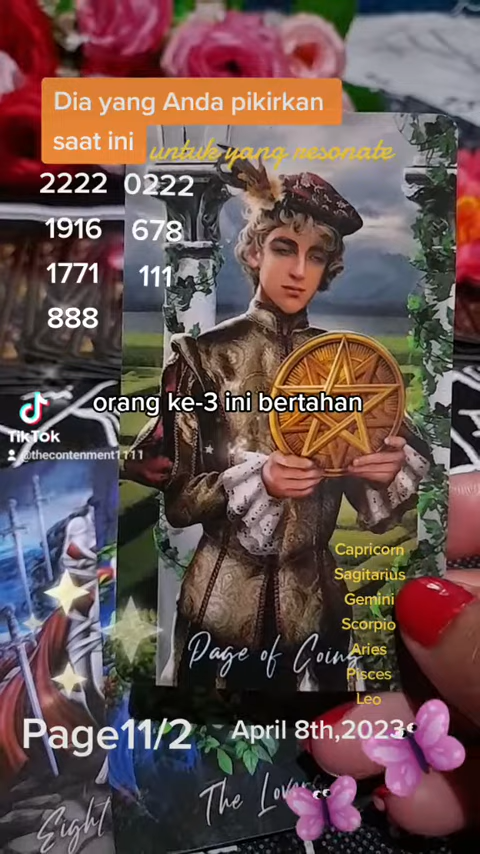 Dia yang Anda pikirkan
saat ini
untuk yang resonate
2222 0222
1916 678
1771 111
888
orang ke-3 ini bertahan
TikTok
@thecontenment1111
Capricorn
Sagitarius
Gemini
Scorpio
Aries
Pisces
Leo
Page of Coins
Page11/2
April 8th,2023
The Lovers
Eight